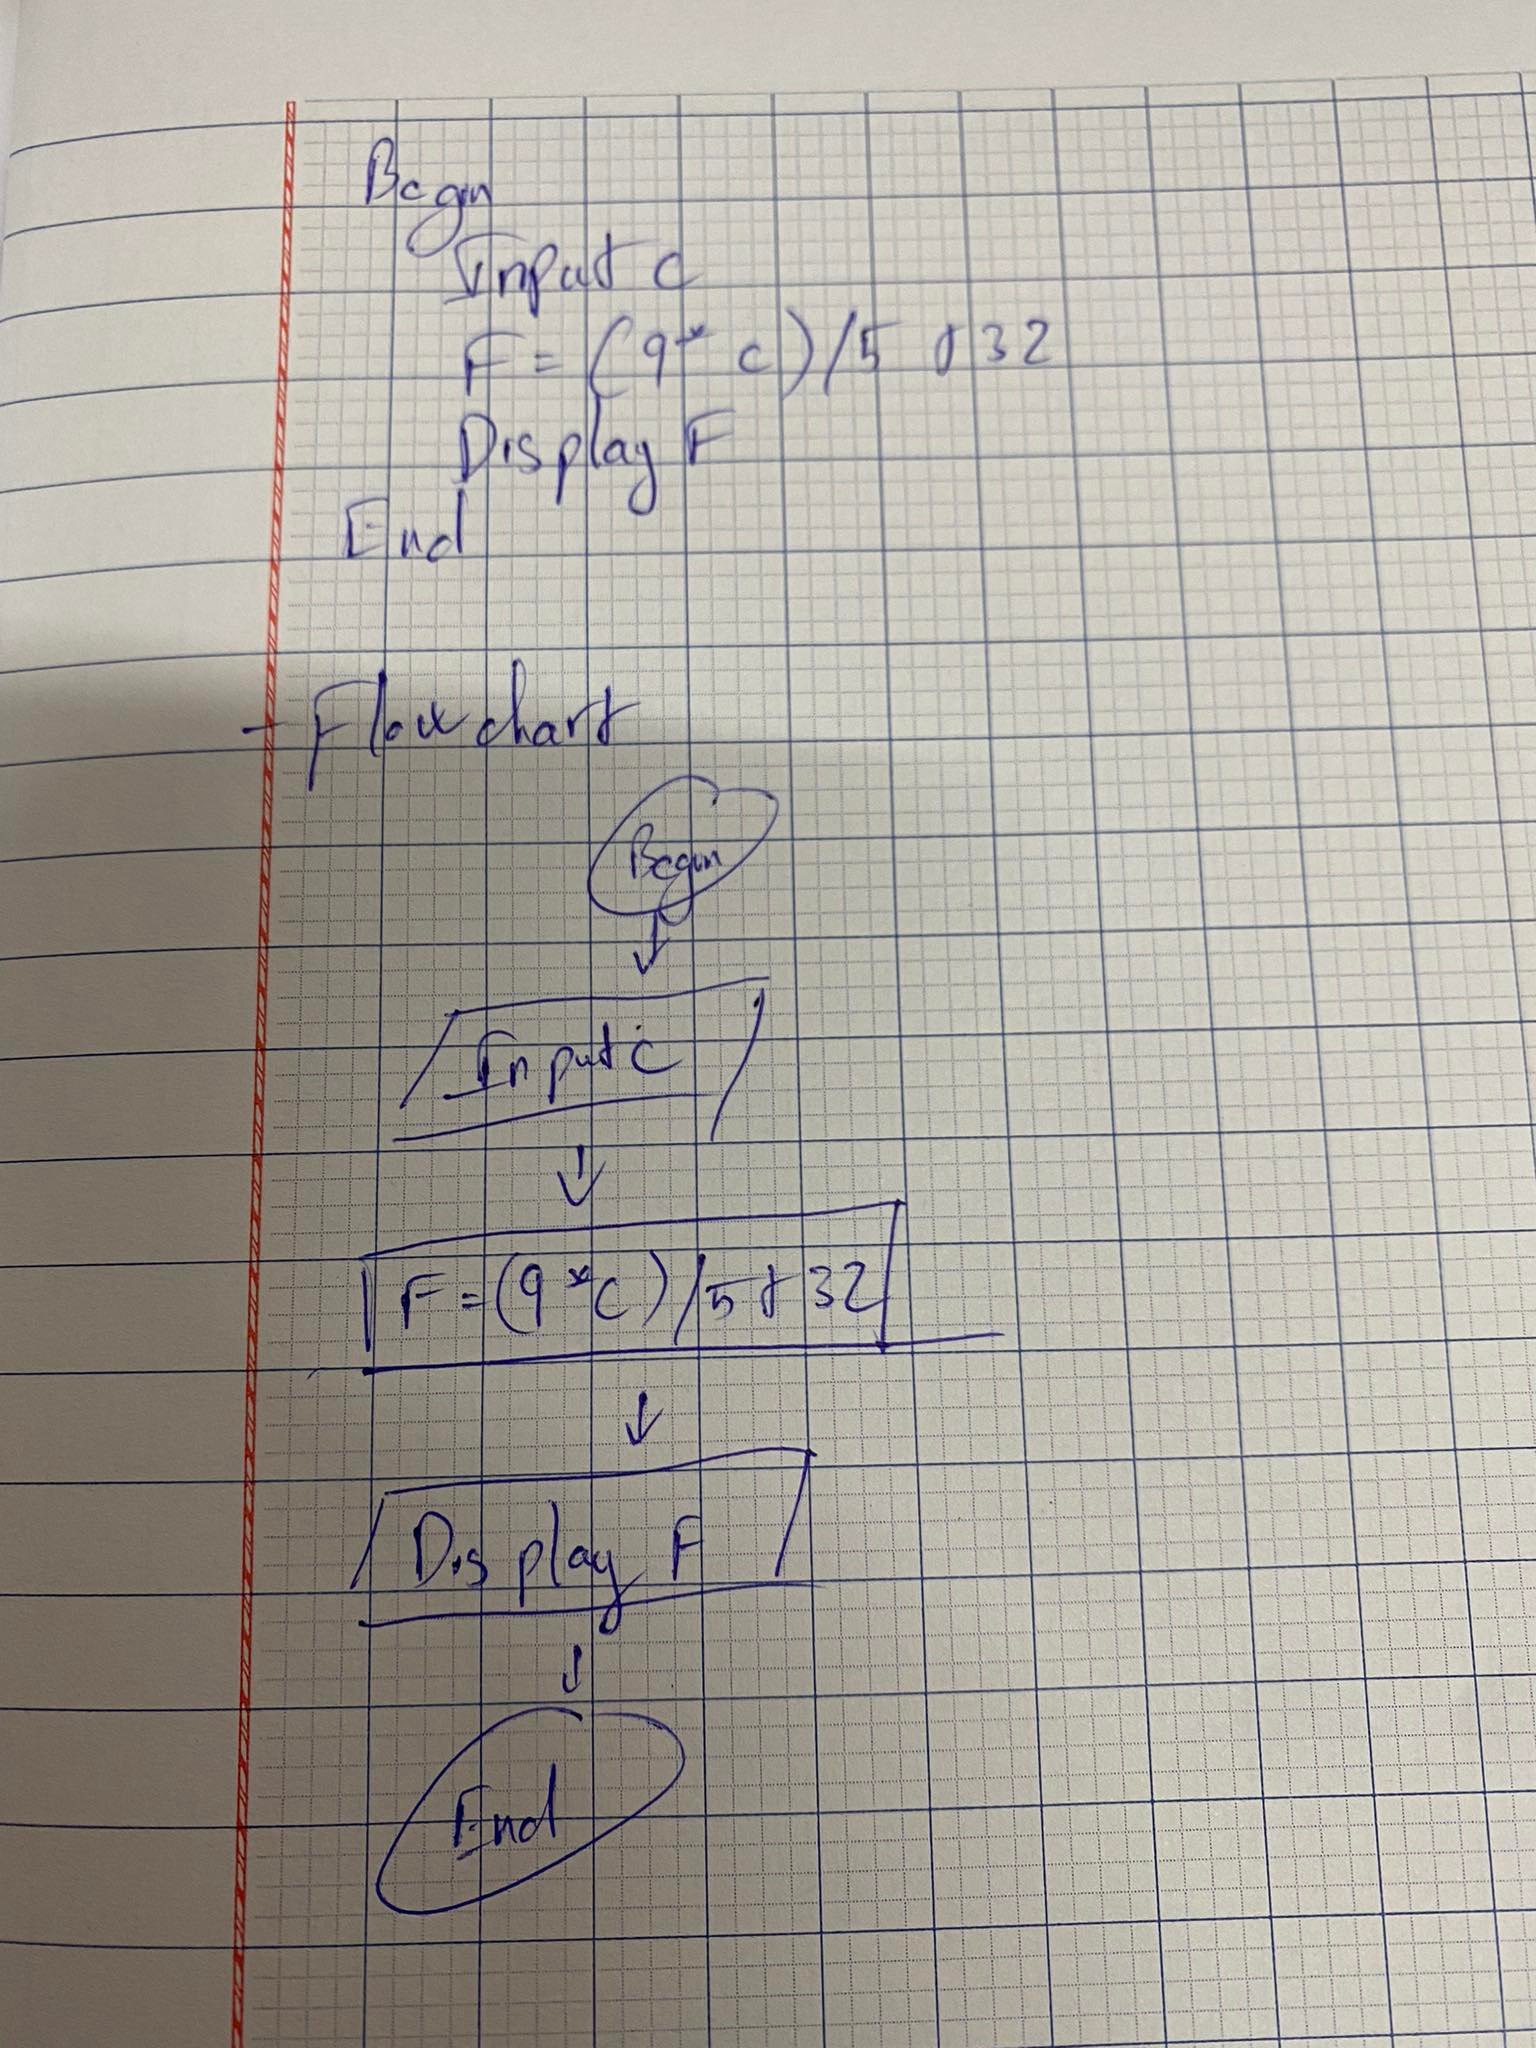 Begin
Input c
F = (9* c)/5 + 32
Display F
End
- Flowchart
Begin
↓
Input c
↓
F = (9*c)/5+32
↓
Display F
↓
End